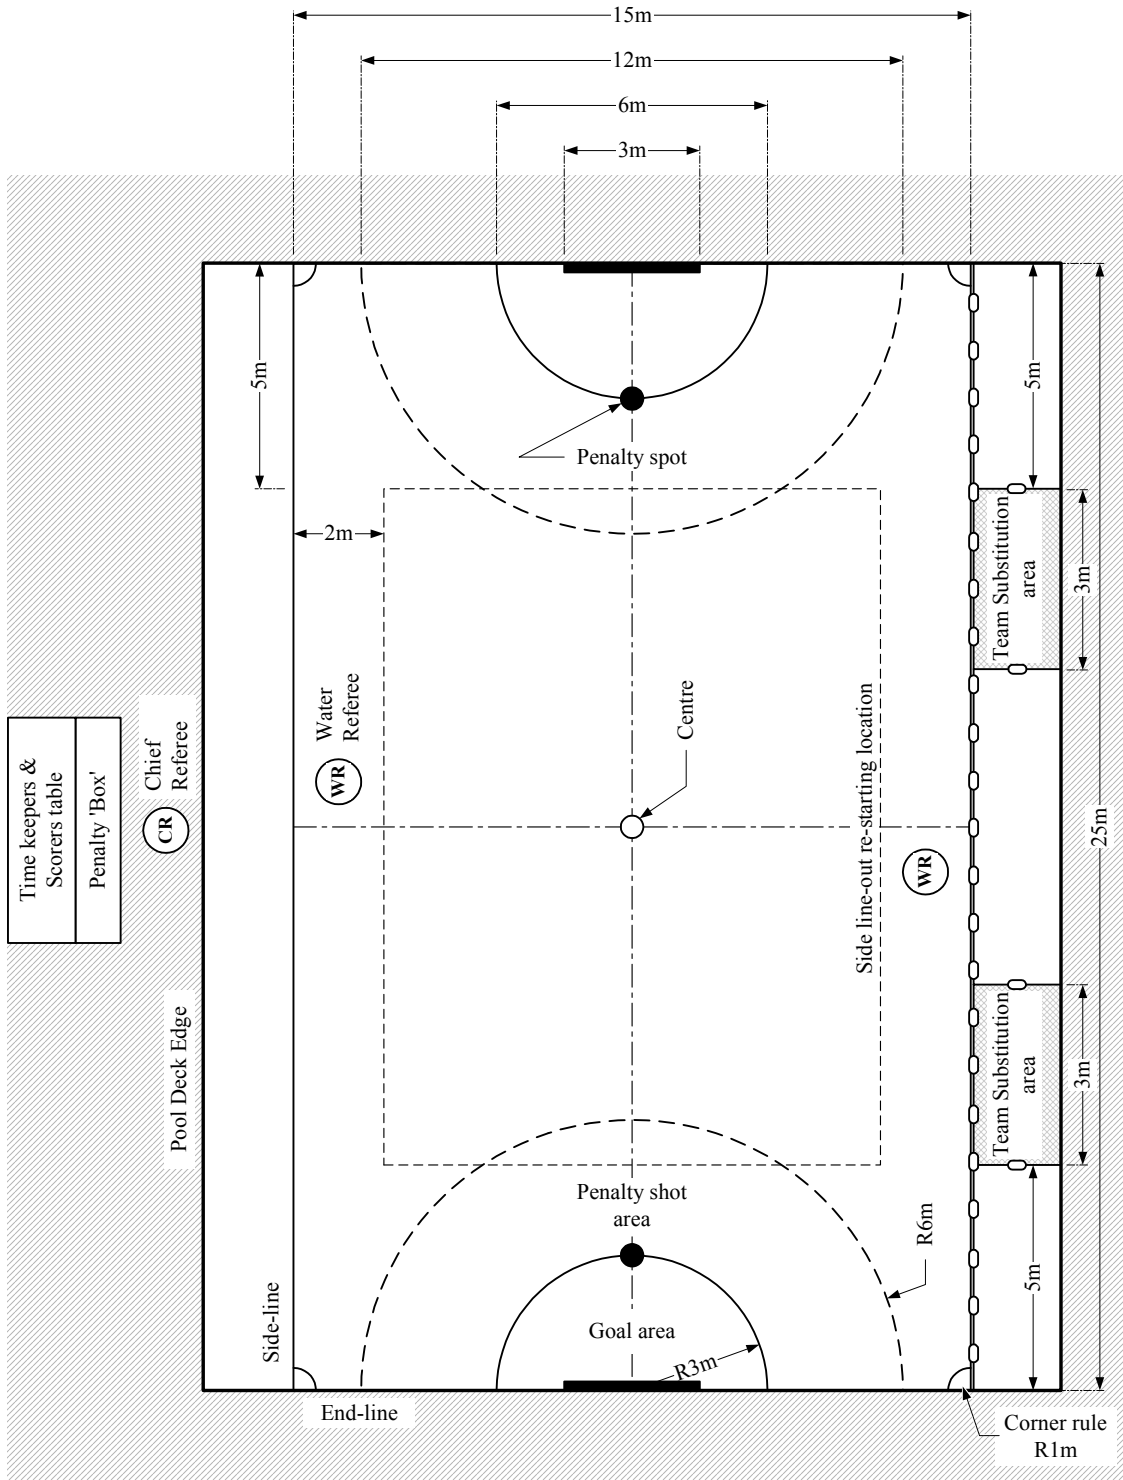 15m
12m
6m
3m
5m
5m
Penalty spot
2m
Team Substitution
area
3m
Water
Referee
WR
Chief
Referee
CR
Time keepers &
Scorers table
Penalty 'Box'
Centre
Side line-out re-starting location
WR
25m
Pool Deck Edge
Team Substitution
area
3m
Penalty shot
area
R6m
5m
Side-line
Goal area
R3m
End-line
Corner rule
R1m